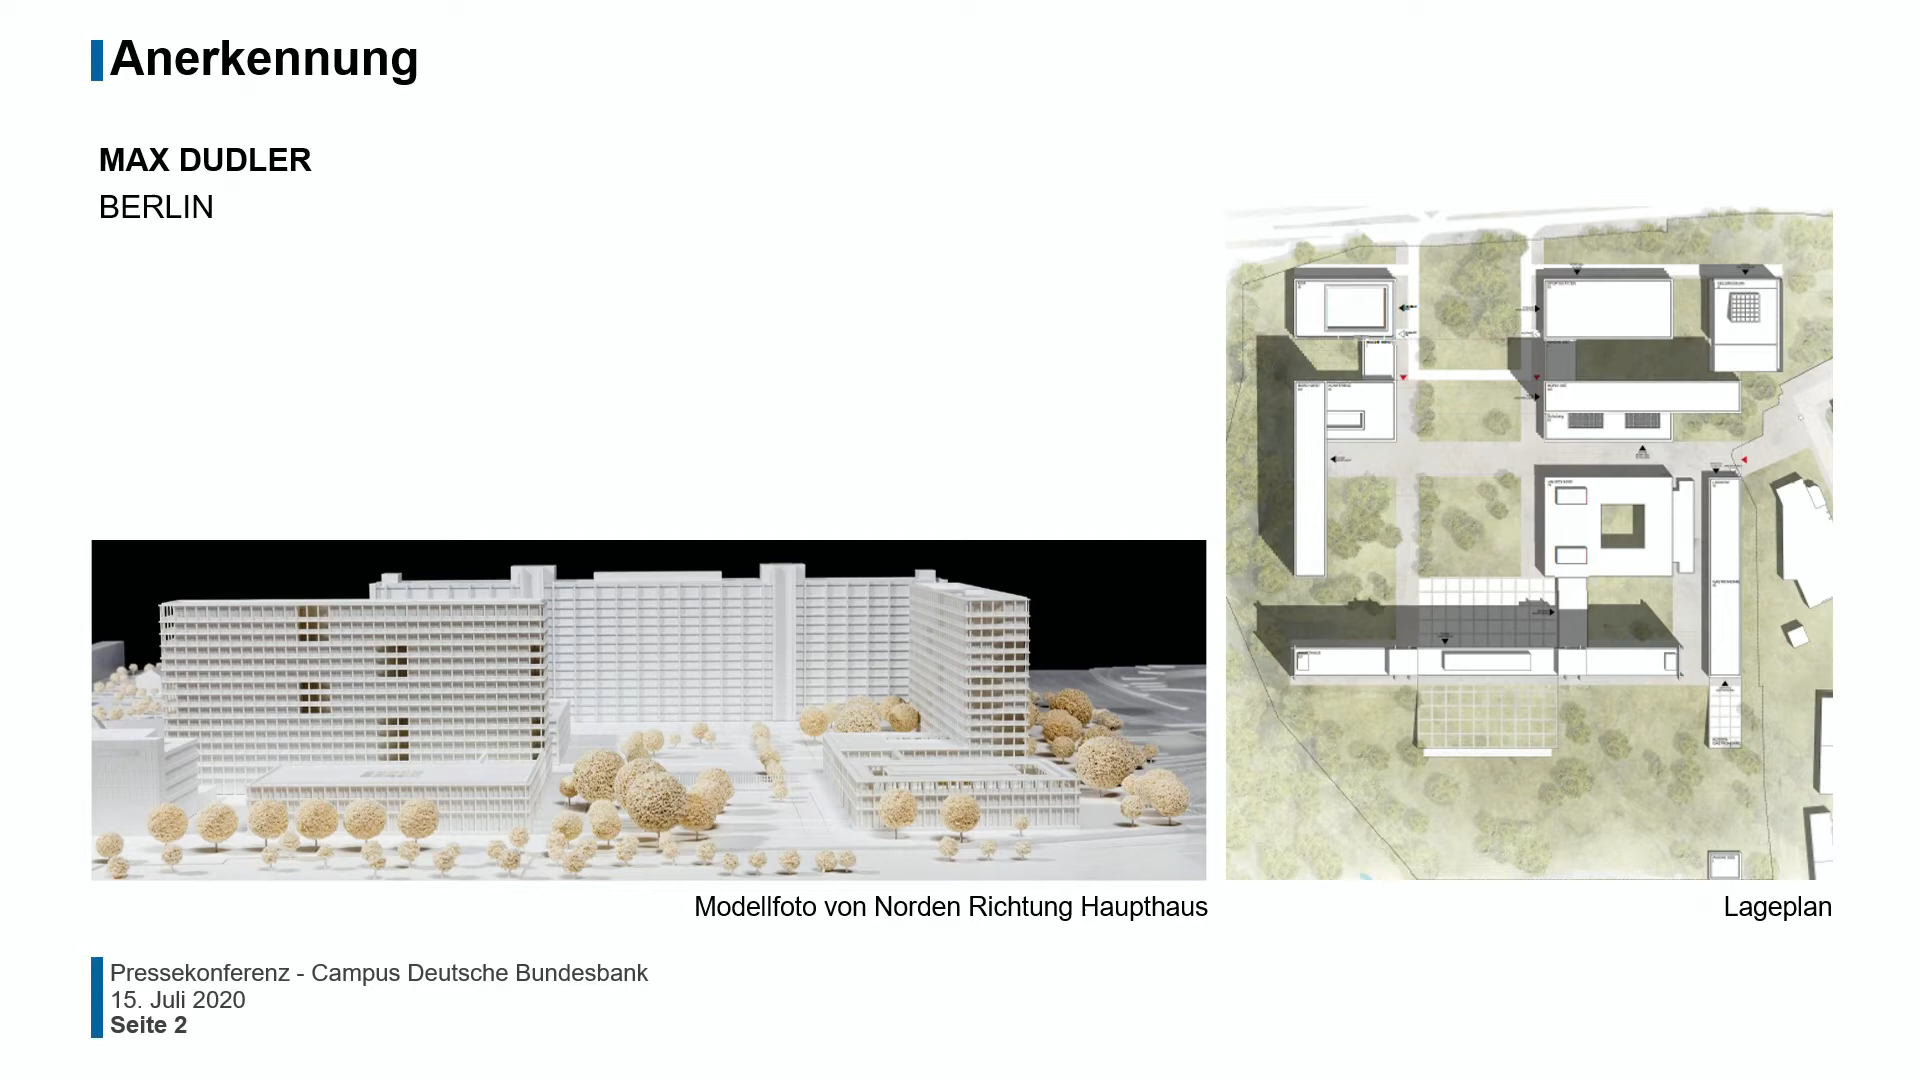 Anerkennung
MAX DUDLER
BERLIN
Modellfoto von Norden Richtung Haupthaus
Lageplan
Pressekonferenz - Campus Deutsche Bundesbank
15. Juli 2020
Seite 2